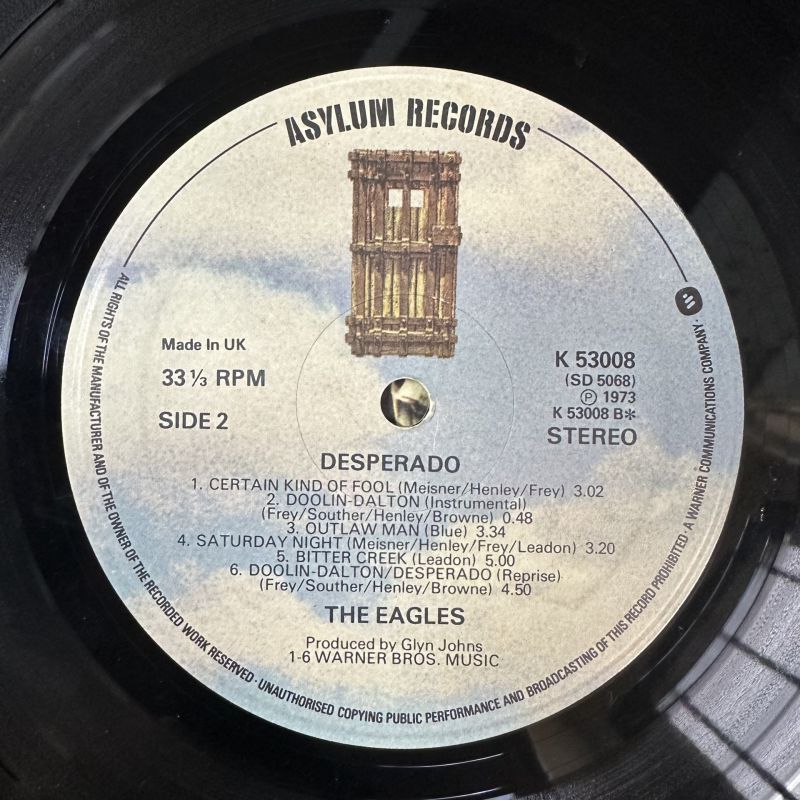 ASYLUM RECORDS
Made In UK
33 ⅓ RPM
SIDE 2
K 53008
(SD 5068)
Ⓟ 1973
K 53008 B*
STEREO
DESPERADO
1. CERTAIN KIND OF FOOL (Meisner/Henley/Frey) 3.02
2. DOOLIN-DALTON (Instrumental)
(Frey/Souther/Henley/Browne) 0.48
3. OUTLAW MAN (Blue) 3.34
4. SATURDAY NIGHT (Meisner/Henley/Frey/Leadon) 3.20
5. BITTER CREEK (Leadon) 5.00
6. DOOLIN-DALTON/DESPERADO (Reprise)
(Frey/Souther/Henley/Browne) 4.50
THE EAGLES
Produced by Glyn Johns
1-6 WARNER BROS. MUSIC
ALL RIGHTS OF THE MANUFACTURER AND OF THE OWNER OF THE RECORDED WORK RESERVED · UNAUTHORISED COPYING PUBLIC PERFORMANCE AND BROADCASTING OF THIS RECORD PROHIBITED · A WARNER COMMUNICATIONS COMPANY ·